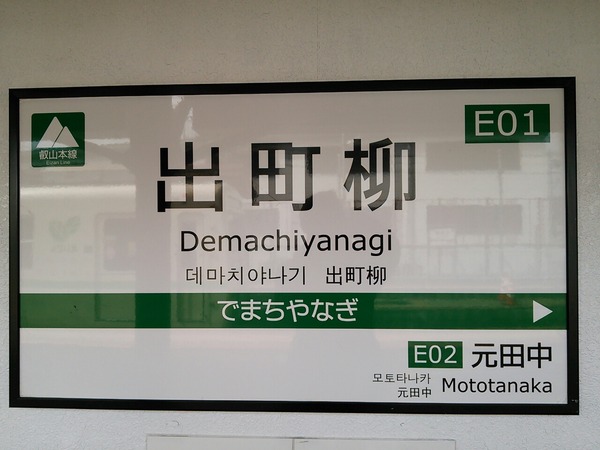 叡山本線
Eizan Line
E01
出町柳
Demachiyanagi
데마치야나기 出町柳
でまちやなぎ
E02 元田中
모토타나카
元田中
Mototanaka